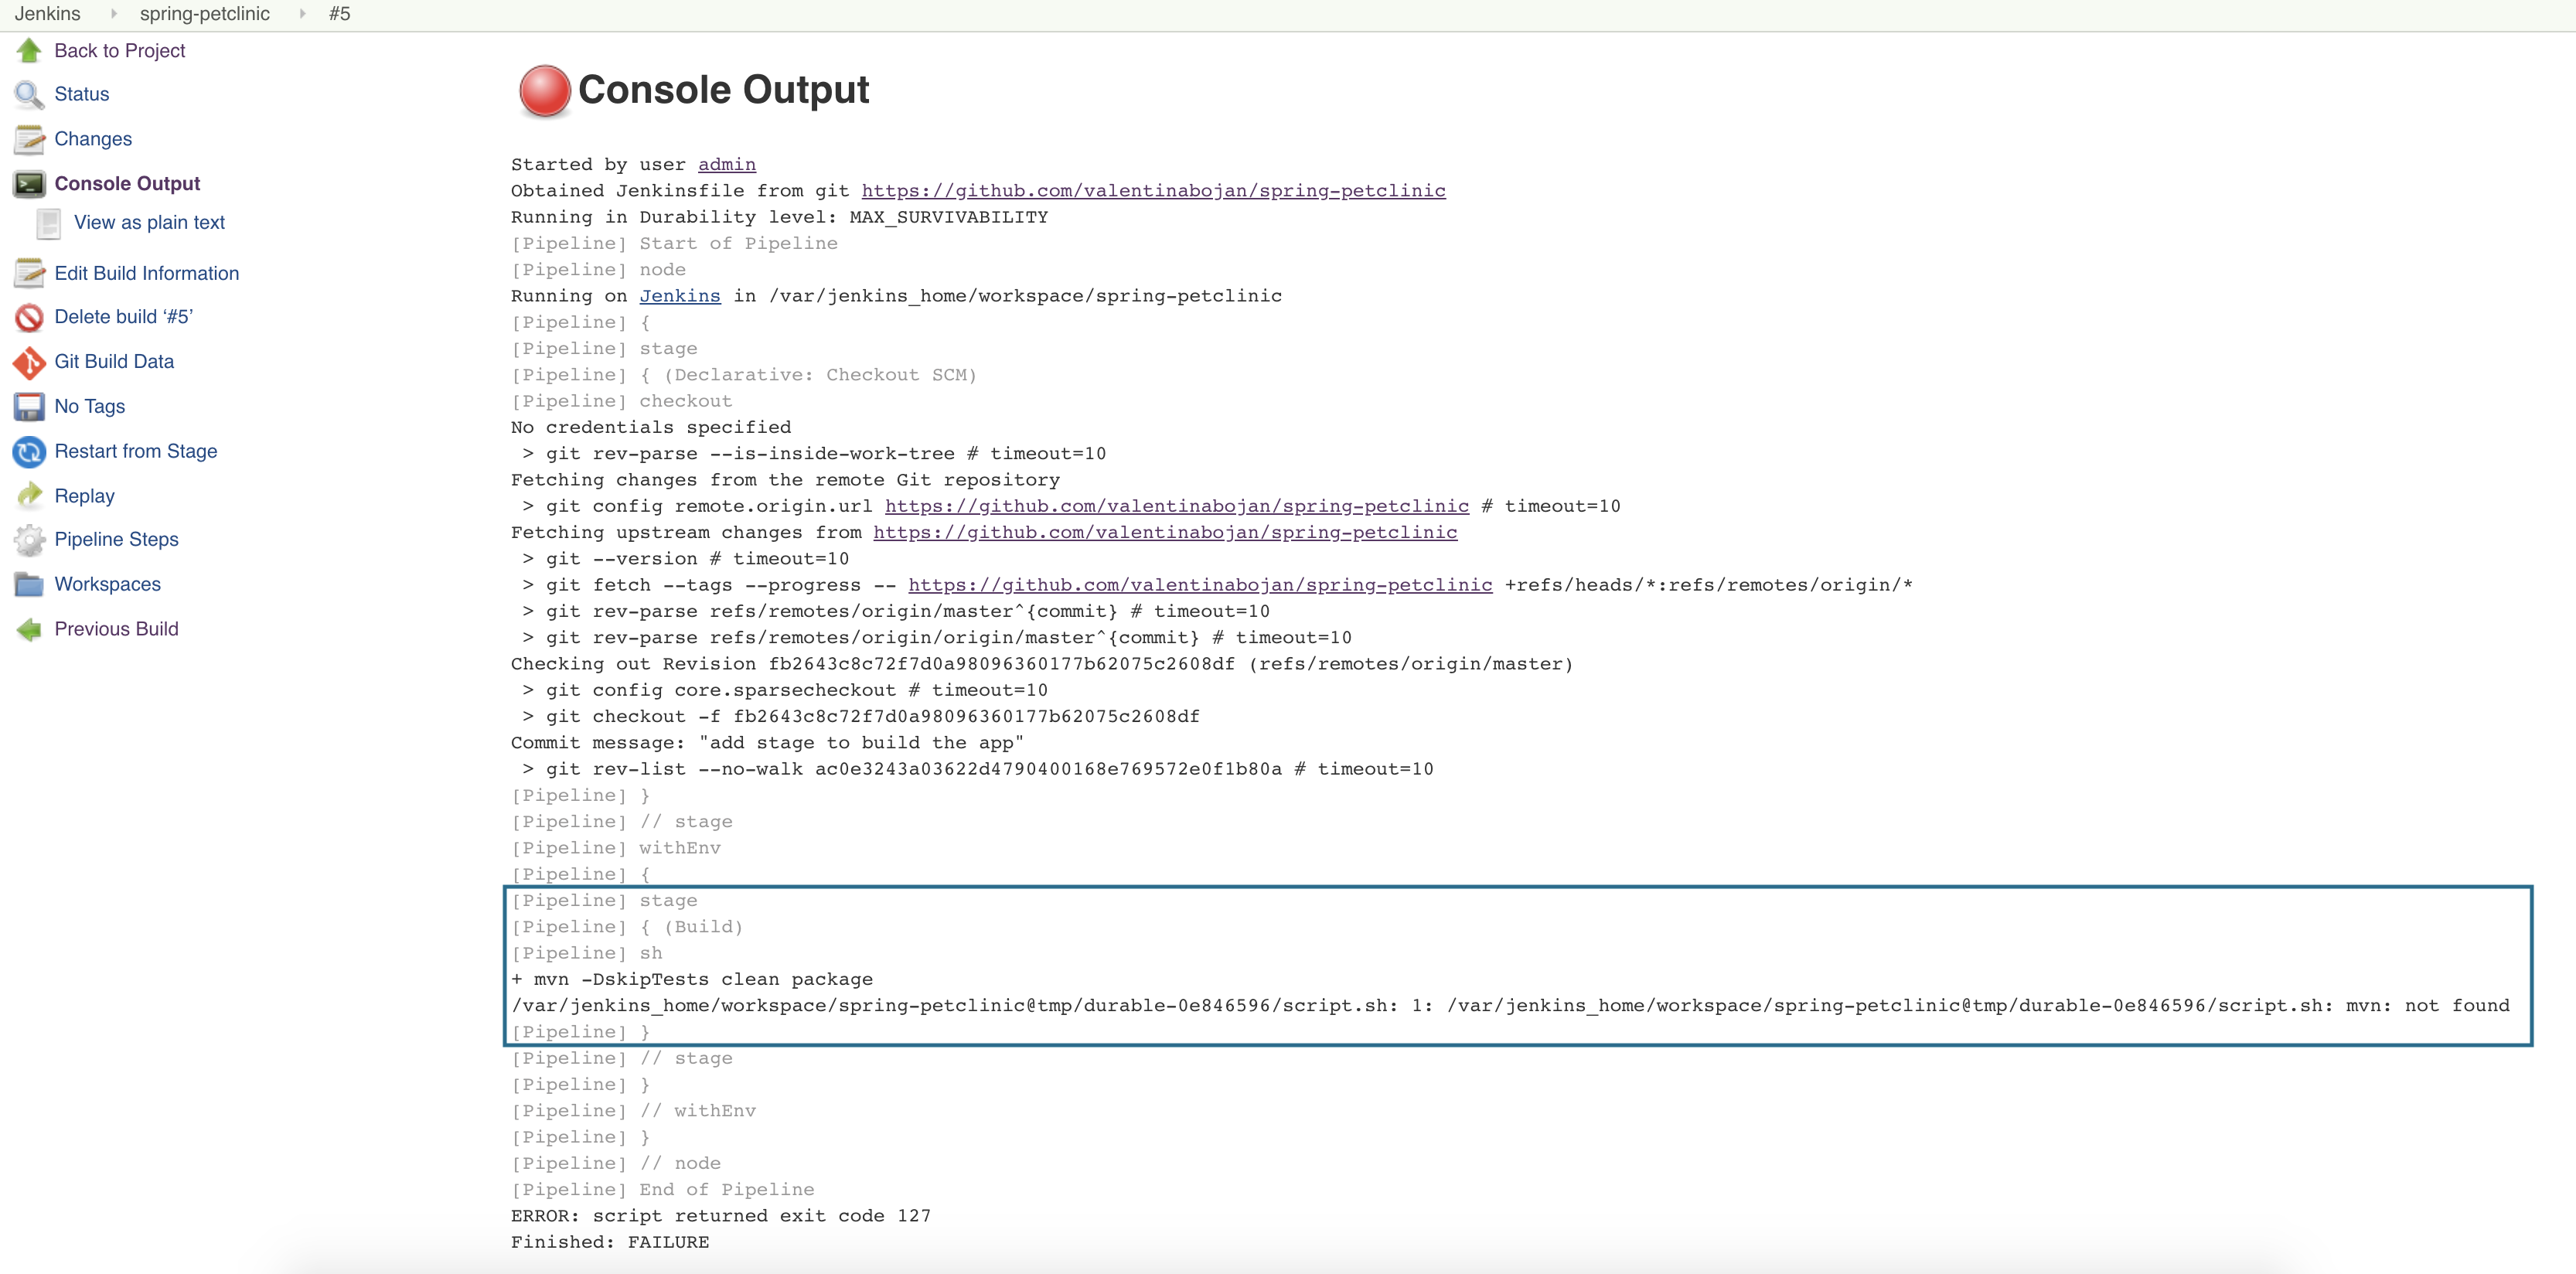 Jenkins spring-petclinic #5
Back to Project
Status
Changes
Console Output
View as plain text
Edit Build Information
Delete build ‘#5’
Git Build Data
No Tags
Restart from Stage
Replay
Pipeline Steps
Workspaces
Previous Build
Console Output
Started by user admin
Obtained Jenkinsfile from git https://github.com/valentinabojan/spring-petclinic
Running in Durability level: MAX_SURVIVABILITY
[Pipeline] Start of Pipeline
[Pipeline] node
Running on Jenkins in /var/jenkins_home/workspace/spring-petclinic
[Pipeline] {
[Pipeline] stage
[Pipeline] { (Declarative: Checkout SCM)
[Pipeline] checkout
No credentials specified
 > git rev-parse --is-inside-work-tree # timeout=10
Fetching changes from the remote Git repository
 > git config remote.origin.url https://github.com/valentinabojan/spring-petclinic # timeout=10
Fetching upstream changes from https://github.com/valentinabojan/spring-petclinic
 > git --version # timeout=10
 > git fetch --tags --progress -- https://github.com/valentinabojan/spring-petclinic +refs/heads/*:refs/remotes/origin/*
 > git rev-parse refs/remotes/origin/master^{commit} # timeout=10
 > git rev-parse refs/remotes/origin/origin/master^{commit} # timeout=10
Checking out Revision fb2643c8c72f7d0a98096360177b62075c2608df (refs/remotes/origin/master)
 > git config core.sparsecheckout # timeout=10
 > git checkout -f fb2643c8c72f7d0a98096360177b62075c2608df
Commit message: "add stage to build the app"
 > git rev-list --no-walk ac0e3243a03622d4790400168e769572e0f1b80a # timeout=10
[Pipeline] }
[Pipeline] // stage
[Pipeline] withEnv
[Pipeline] {
[Pipeline] stage
[Pipeline] { (Build)
[Pipeline] sh
+ mvn -DskipTests clean package
/var/jenkins_home/workspace/spring-petclinic@tmp/durable-0e846596/script.sh: 1: /var/jenkins_home/workspace/spring-petclinic@tmp/durable-0e846596/script.sh: mvn: not found
[Pipeline] }
[Pipeline] // stage
[Pipeline] }
[Pipeline] // withEnv
[Pipeline] }
[Pipeline] // node
[Pipeline] End of Pipeline
ERROR: script returned exit code 127
Finished: FAILURE